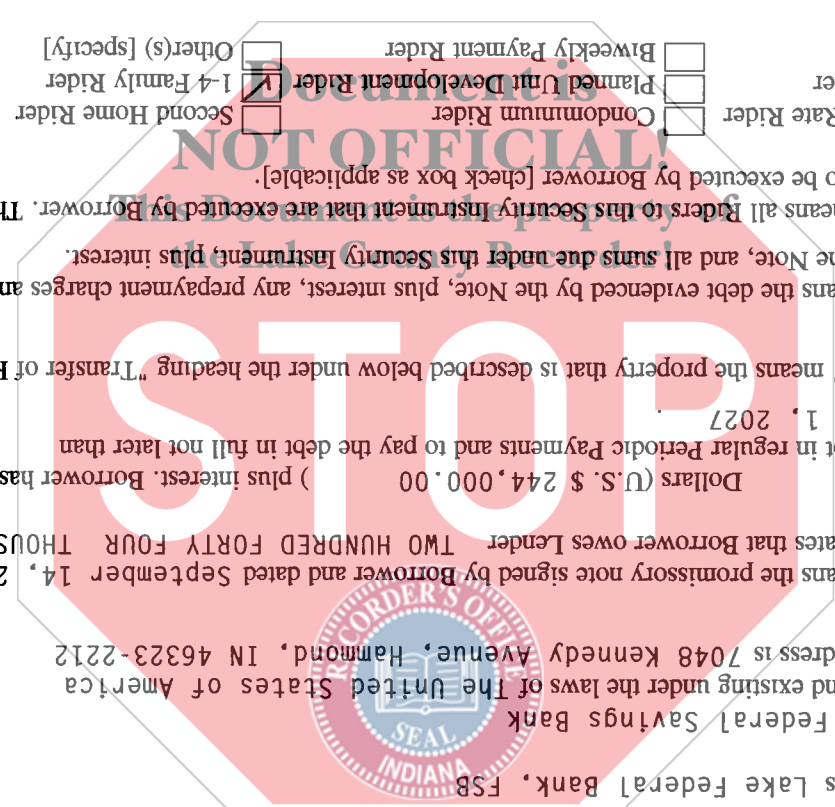 s Lake Federal Bank, FSB
Federal Savings Bank
nd existing under the laws of The United States of America
dress is 7048 Kennedy Avenue, Hammond, IN 46323-2212
ans the promissory note signed by Borrower and dated September 14, 2
ates that Borrower owes Lender TWO HUNDRED FORTY FOUR THOUS
Dollars (U.S. $ 244,000.00 ) plus interest. Borrower has
t in regular Periodic Payments and to pay the debt in full not later than
1, 2027 .
" means the property that is described below under the heading "Transfer of R
ans the debt evidenced by the Note, plus interest, any prepayment charges an
he Note, and all sums due under this Security Instrument, plus interest.
eans all Riders to this Security Instrument that are executed by Borrower. Th
o be executed by Borrower [check box as applicable].
Rate Rider Condominium Rider Second Home Rider
er Planned Unit Development Rider 1-4 Family Rider
Biweekly Payment Rider Other(s) [specify]
Document is
NOT OFFICIAL!
This Document is the property of
the Lake County Recorder!
STOP
RECORDER'S OFFICE
SEAL
INDIANA